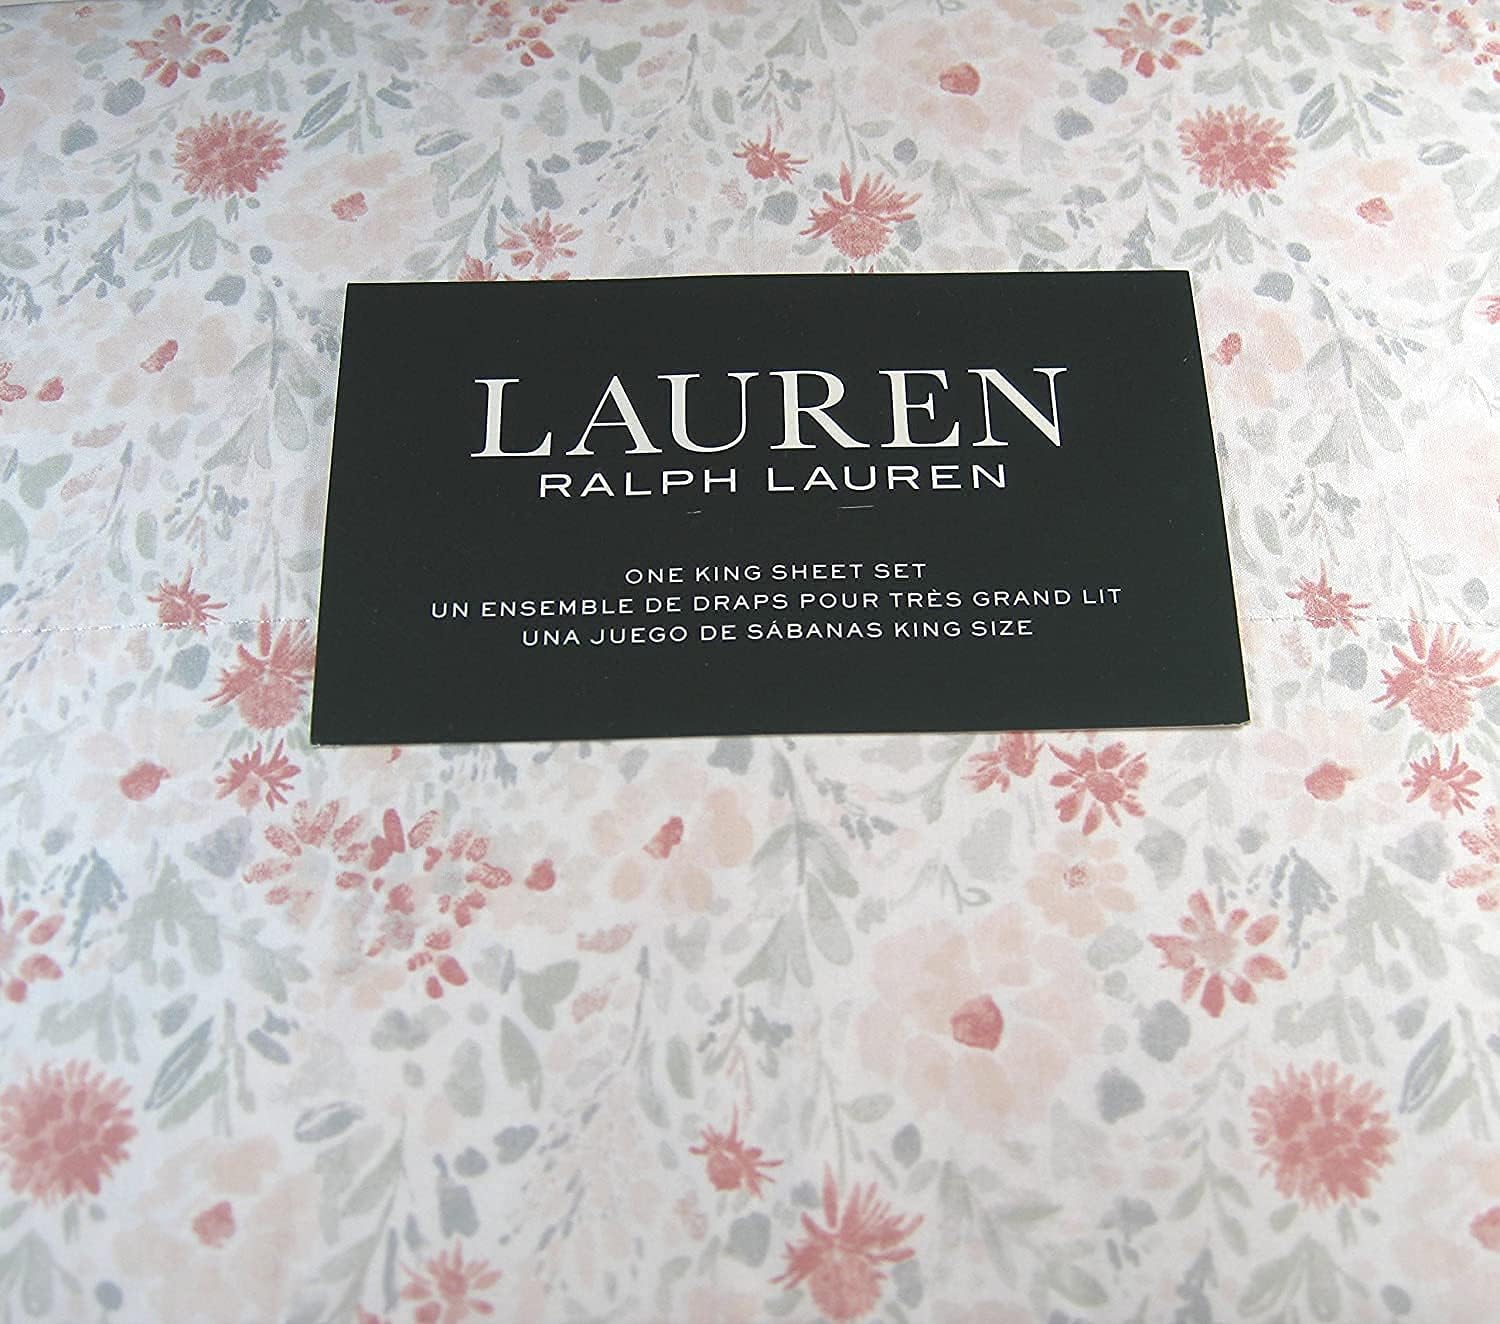 LAUREN
RALPH LAUREN
ONE KING SHEET SET
UN ENSEMBLE DE DRAPS POUR TRÈS GRAND LIT
UNA JUEGO DE SÁBANAS KING SIZE